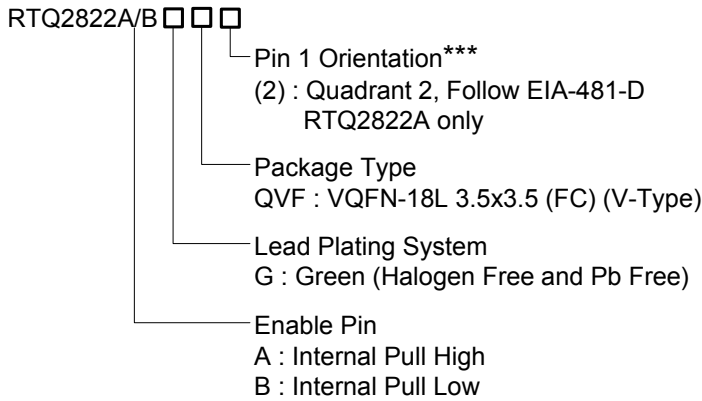 RTQ2822A/B
Pin 1 Orientation***
(2) : Quadrant 2, Follow EIA-481-D
RTQ2822A only
Package Type
QVF : VQFN-18L 3.5x3.5 (FC) (V-Type)
Lead Plating System
G : Green (Halogen Free and Pb Free)
Enable Pin
A : Internal Pull High
B : Internal Pull Low